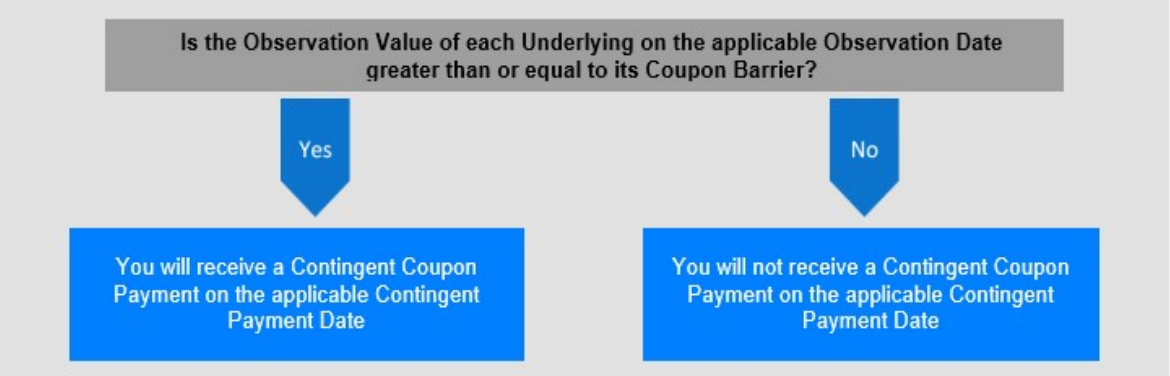 Is the Observation Value of each Underlying on the applicable Observation Date
greater than or equal to its Coupon Barrier?
Yes
No
You will receive a Contingent Coupon
Payment on the applicable Contingent
Payment Date
You will not receive a Contingent Coupon
Payment on the applicable Contingent
Payment Date